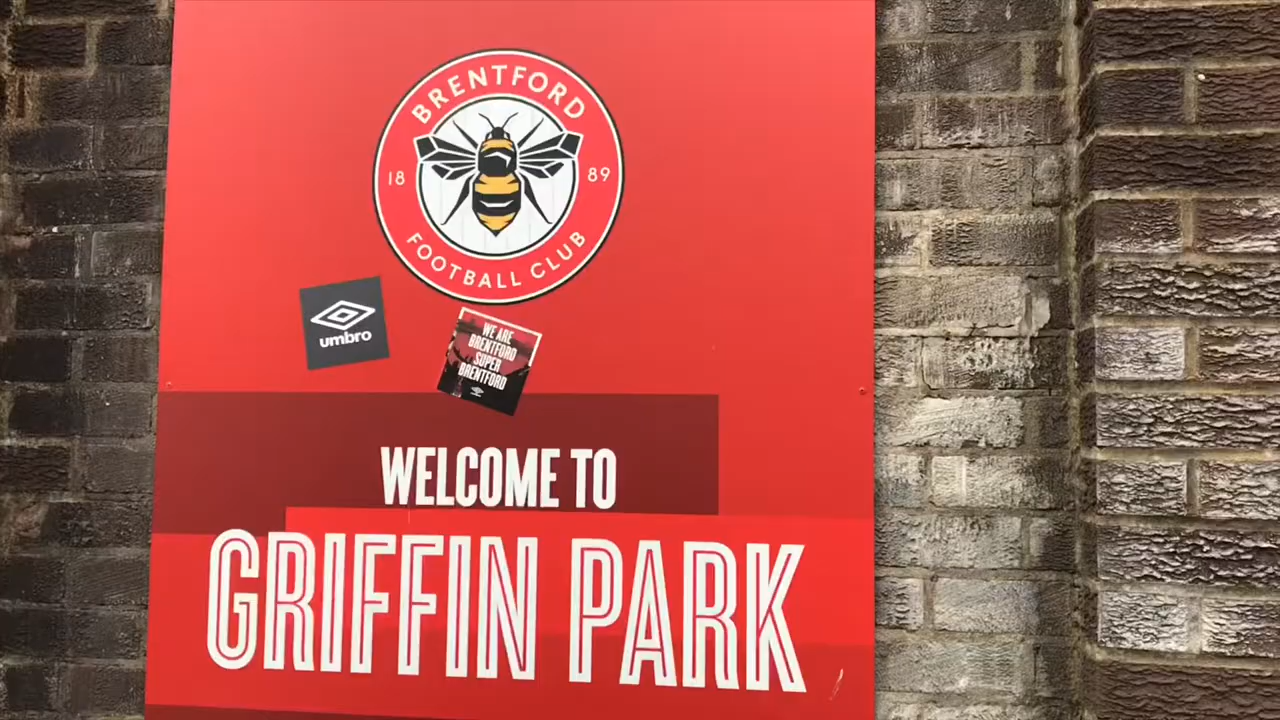 BRENTFORD
18 89
FOOTBALL CLUB
umbro
WE ARE
BRENTFORD
SUPER
BRENTFORD
WELCOME TO
GRIFFIN PARK